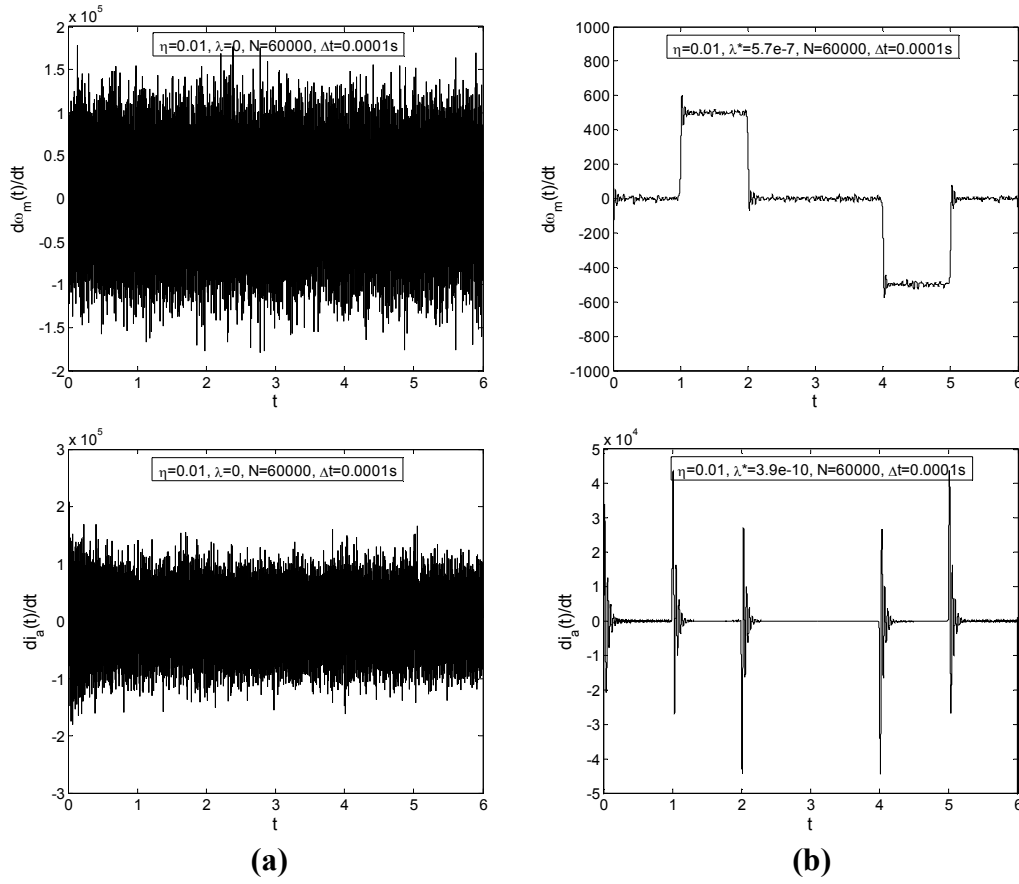 x 10^5
η=0.01, λ=0, N=60000, Δt=0.0001s
2
1.5
1
0.5
0
-0.5
-1
-1.5
-2
dω_m(t)/dt
0 1 2 3 4 5 6
t
η=0.01, λ*=5.7e-7, N=60000, Δt=0.0001s
1000
800
600
400
200
0
-200
-400
-600
-800
-1000
dω_m(t)/dt
0 1 2 3 4 5 6
t
x 10^5
η=0.01, λ=0, N=60000, Δt=0.0001s
3
2
1
0
-1
-2
-3
di_a(t)/dt
0 1 2 3 4 5 6
t
x 10^4
η=0.01, λ*=3.9e-10, N=60000, Δt=0.0001s
5
4
3
2
1
0
-1
-2
-3
-4
-5
di_a(t)/dt
0 1 2 3 4 5 6
t
(a) (b)